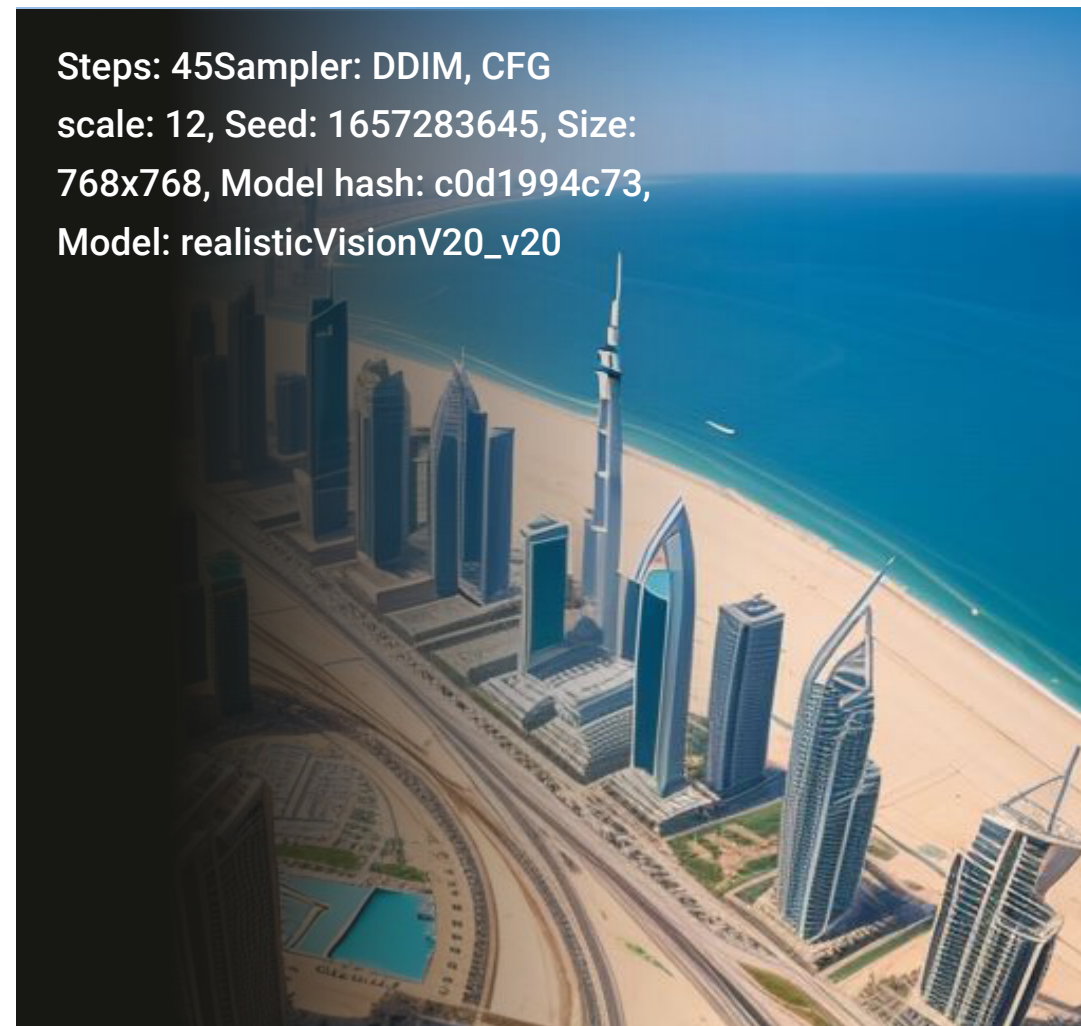 Steps: 45Sampler: DDIM, CFG
scale: 12, Seed: 1657283645, Size:
768x768, Model hash: c0d1994c73,
Model: realisticVisionV20_v20